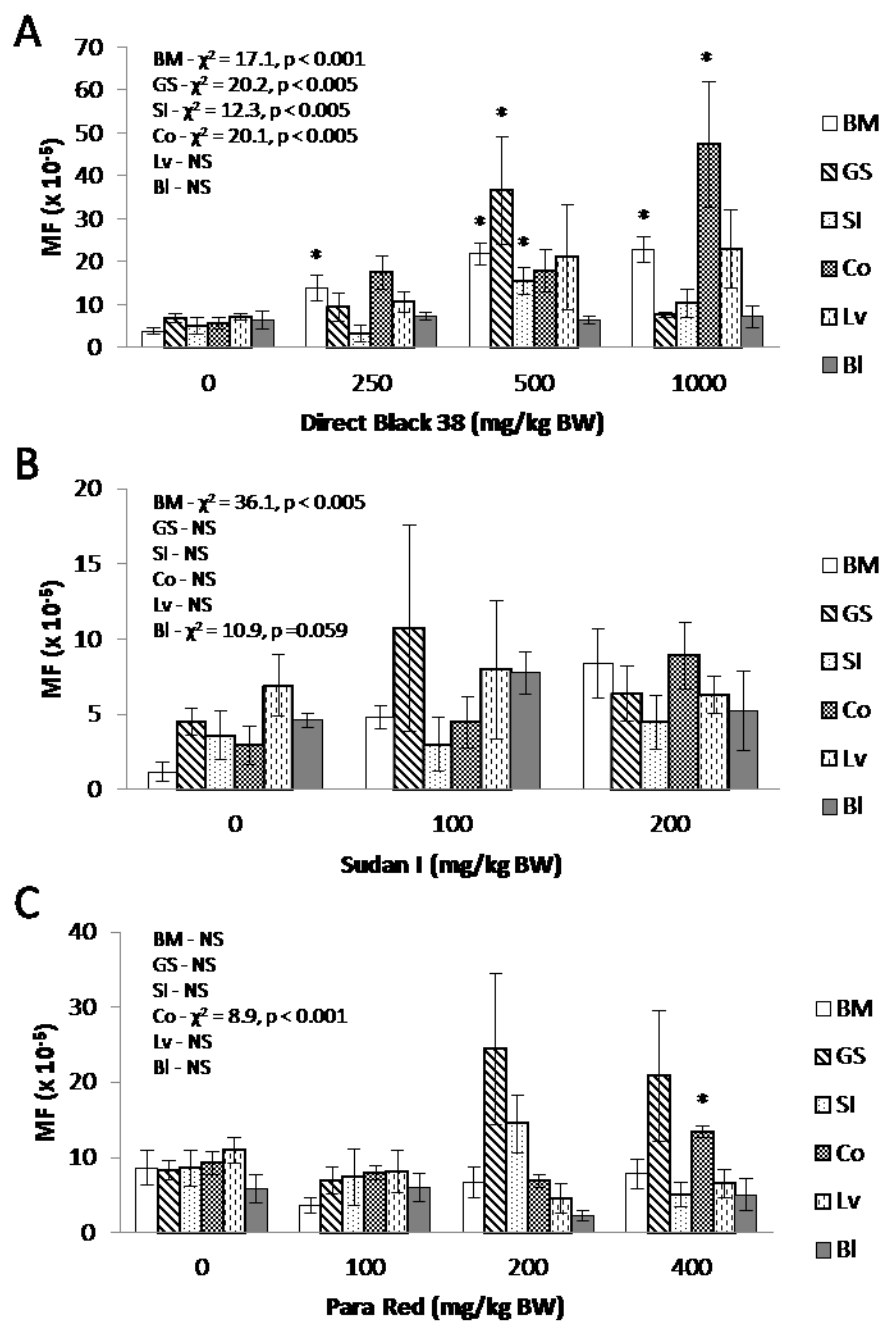 A
MF (x 10⁻⁵)
70
60
50
40
30
20
10
0
BM - χ² = 17.1, p < 0.001
GS - χ² = 20.2, p < 0.005
SI - χ² = 12.3, p < 0.005
Co - χ² = 20.1, p < 0.005
Lv - NS
Bl - NS
* * * * * *
0 250 500 1000
Direct Black 38 (mg/kg BW)
BM
GS
SI
Co
Lv
Bl
B
MF (x 10⁻⁵)
20
15
10
5
0
BM - χ² = 36.1, p < 0.005
GS - NS
SI - NS
Co - NS
Lv - NS
Bl - χ² = 10.9, p =0.059
0 100 200
Sudan I (mg/kg BW)
BM
GS
SI
Co
Lv
Bl
C
MF (x 10⁻⁵)
40
30
20
10
0
BM - NS
GS - NS
SI - NS
Co - χ² = 8.9, p < 0.001
Lv - NS
Bl - NS
*
0 100 200 400
Para Red (mg/kg BW)
BM
GS
SI
Co
Lv
Bl